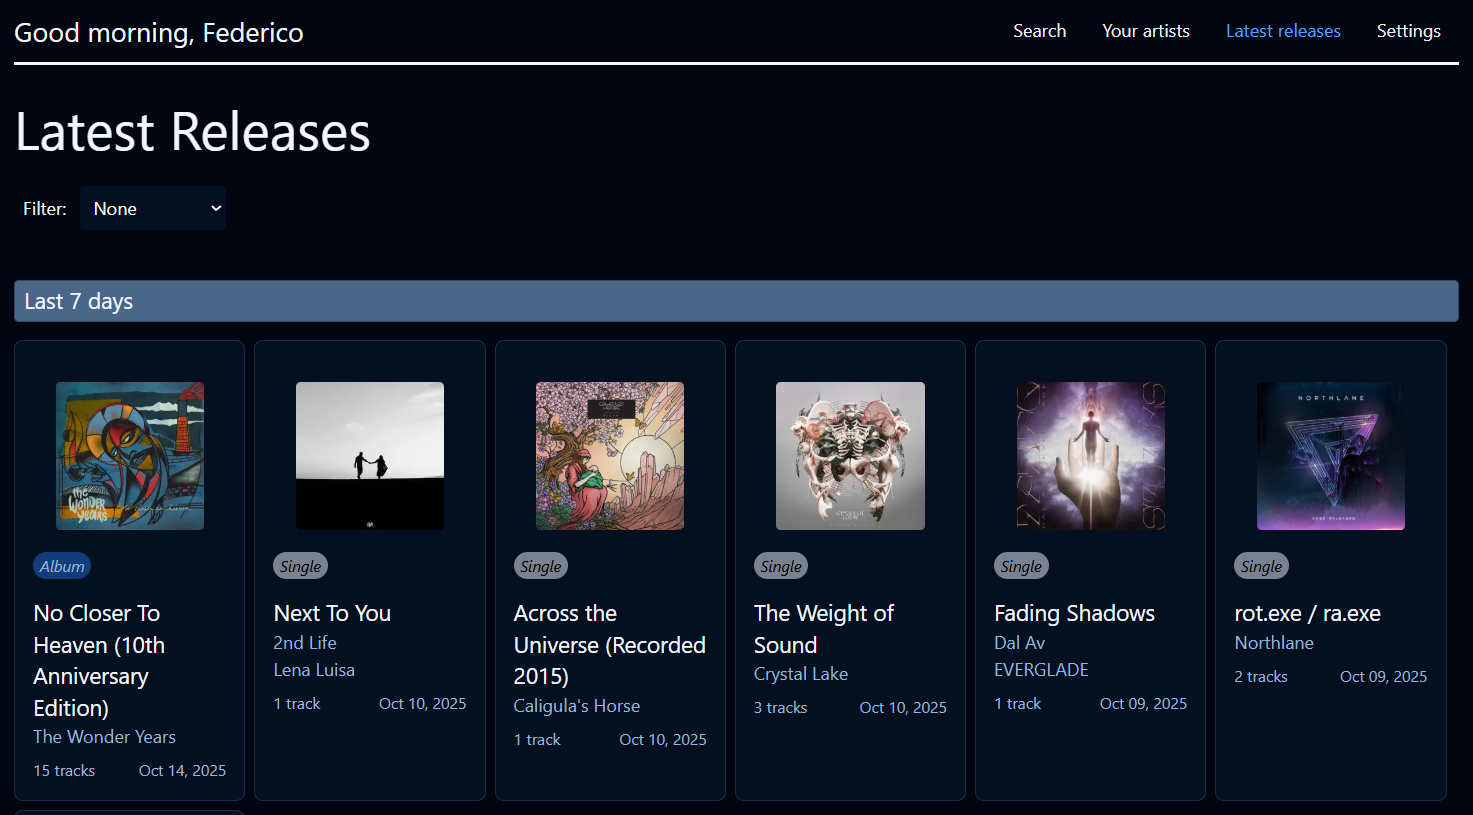 Good morning, Federico
Search
Your artists
Latest releases
Settings
Latest Releases
Filter:
None
Last 7 days
the
Wonder
Years
NORTHLANE
Album
No Closer To
Heaven (10th
Anniversary
Edition)
The Wonder Years
15 tracks
Oct 14, 2025
Single
Next To You
2nd Life
Lena Luisa
1 track
Oct 10, 2025
Single
Across the
Universe (Recorded
2015)
Caligula's Horse
1 track
Oct 10, 2025
Single
The Weight of
Sound
Crystal Lake
3 tracks
Oct 10, 2025
Single
Fading Shadows
Dal Av
EVERGLADE
1 track
Oct 09, 2025
Single
rot.exe / ra.exe
Northlane
2 tracks
Oct 09, 2025